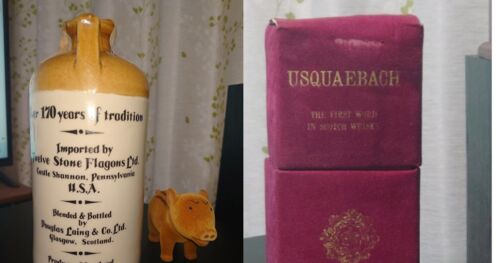 170 years of tradition
Imported by
Twelve Stone Flagons Ltd.
Castle Shannon, Pennsylvania
U.S.A.
Blended & Bottled
by
Douglas Laing & Co. Ltd.
Glasgow, Scotland.
USQUAEBACH
THE FIRST WORD
IN SCOTCH WHISKY